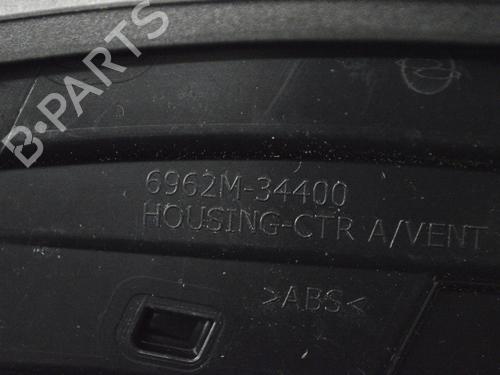 B-PARTS
6962M-34400
HOUSING-CTR A/VENT
>ABS<